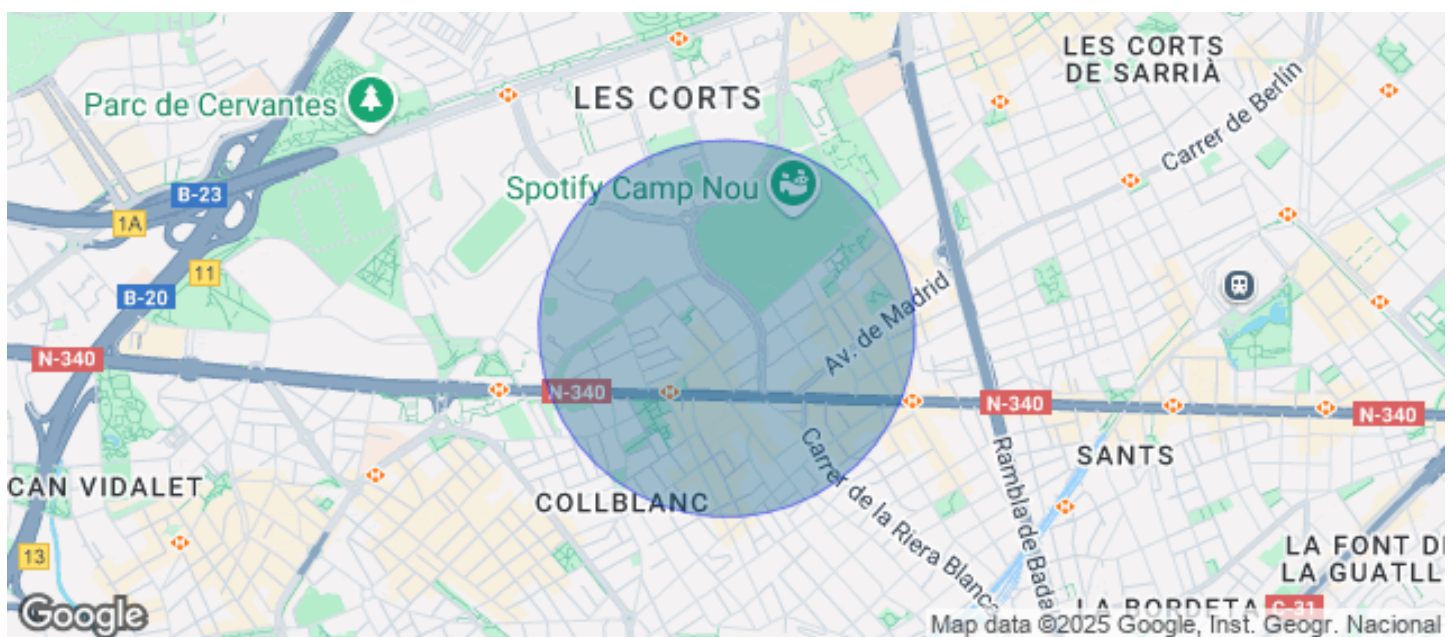 LES CORTS
DE SARRIÀ
Parc de Cervantes
LES CORTS
Carrer de Berlín
B-23
Spotify Camp Nou
1A
11
B-20
Av. de Madrid
N-340
N-340
N-340
N-340
CAN VIDALET
COLLBLANC
SANTS
Carrer de la Riera Blanca
Rambla de Bada
13
LA FONT D
LA GUATLL
LA BORDETA
C-31
Google
Map data ©2025 Google, Inst. Geogr. Nacional